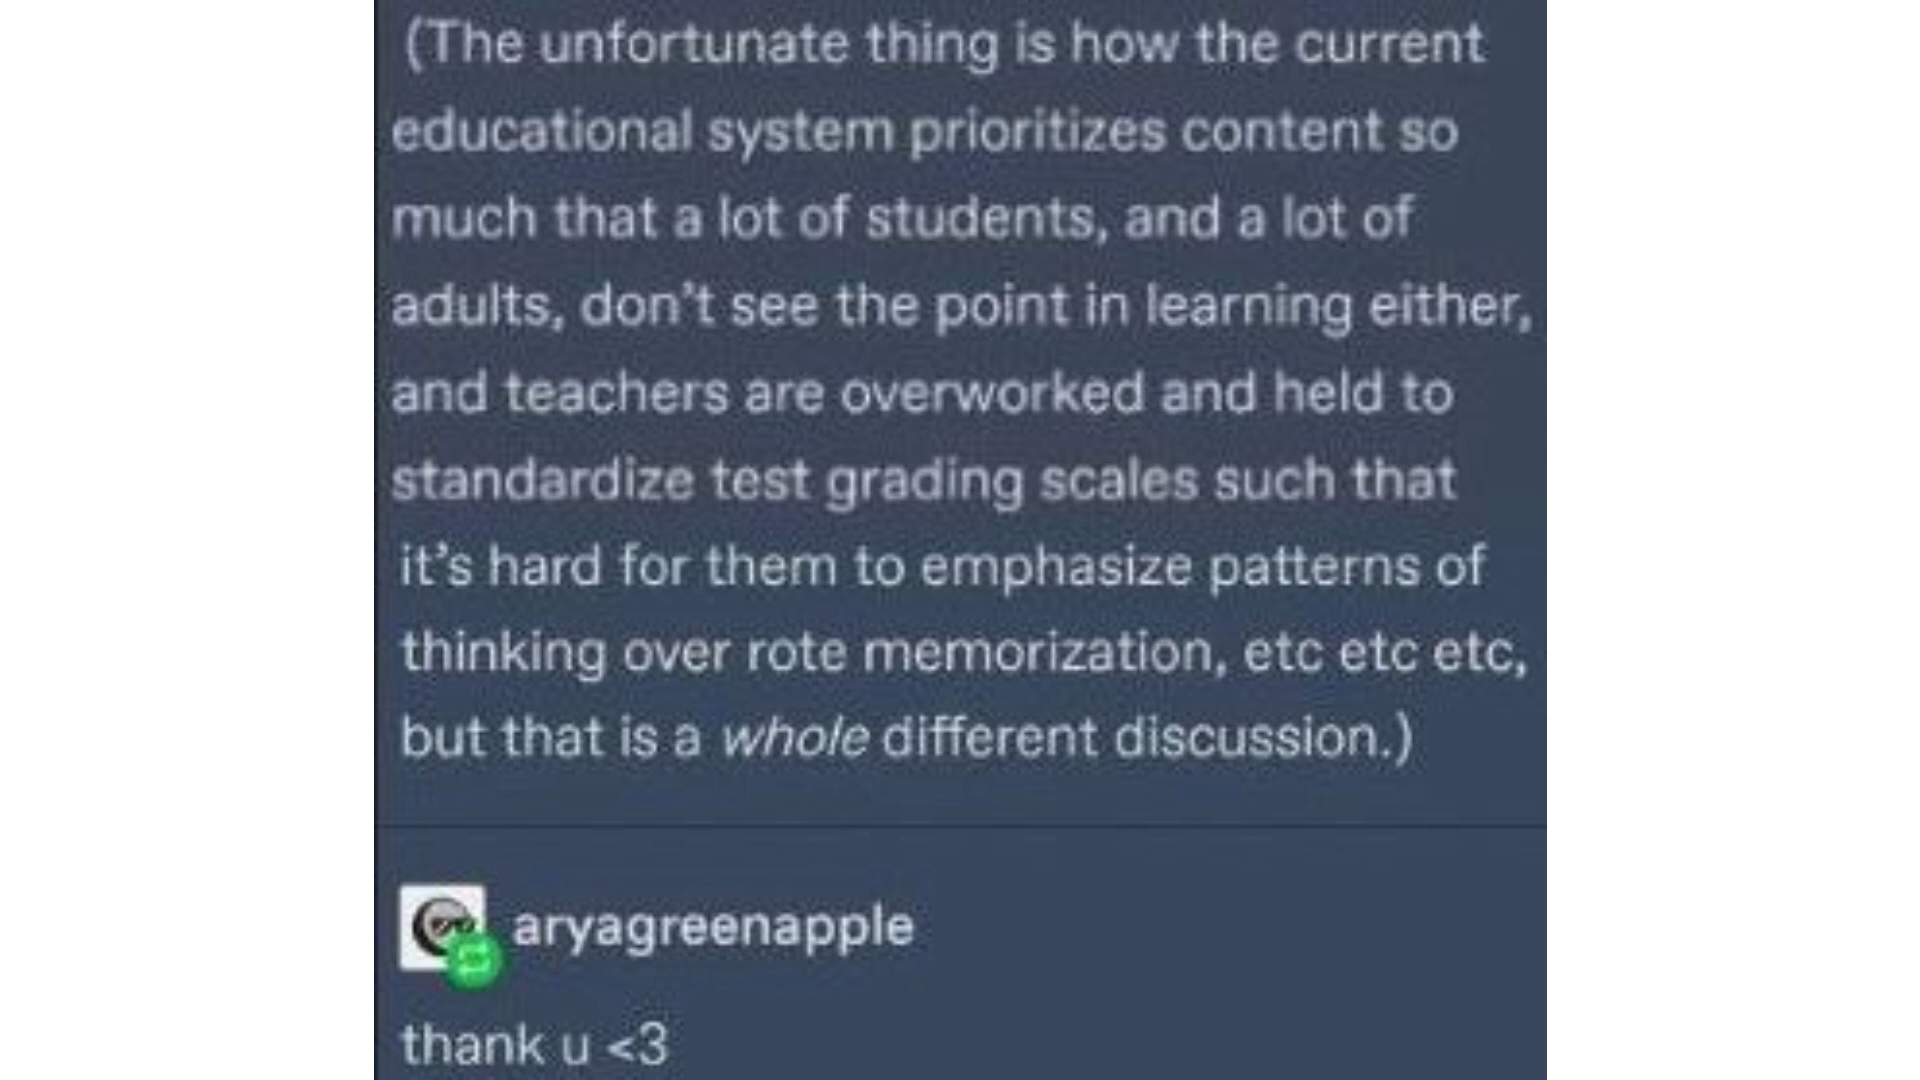 (The unfortunate thing is how the current
educational system prioritizes content so
much that a lot of students, and a lot of
adults, don’t see the point in learning either,
and teachers are overworked and held to
standardize test grading scales such that
it’s hard for them to emphasize patterns of
thinking over rote memorization, etc etc etc,
but that is a whole different discussion.)
aryagreenapple
thank u <3